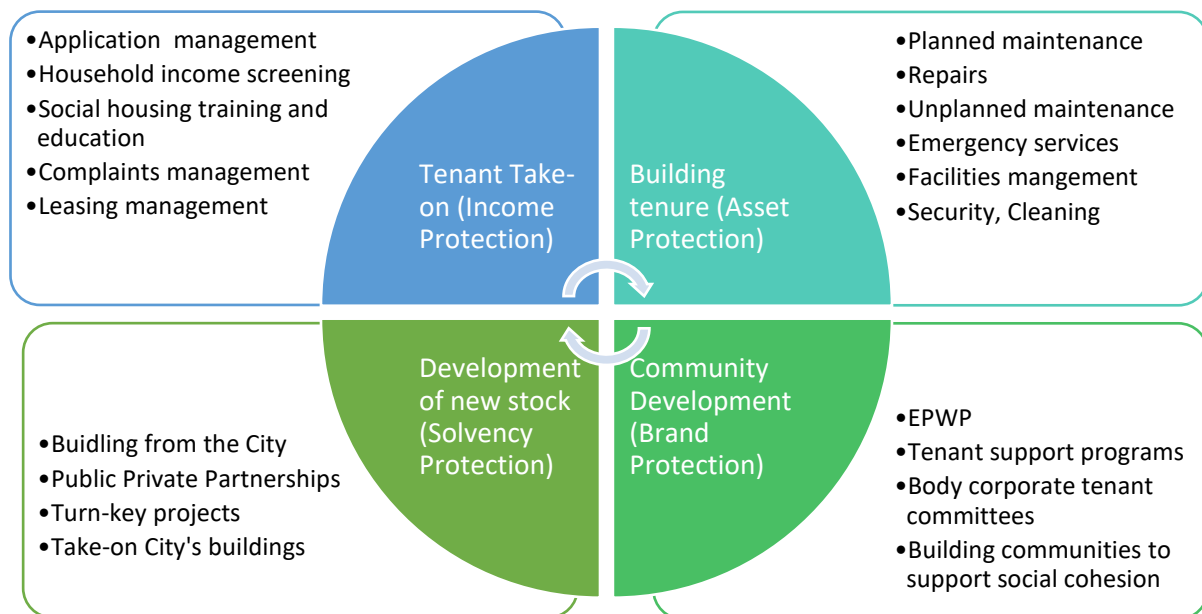 •Application  management
•Household income screening
•Social housing training and
education
•Complaints management
•Leasing management
Tenant Take-
on (Income
Protection)
Building
tenure (Asset
Protection)
•Planned maintenance
•Repairs
•Unplanned maintenance
•Emergency services
•Facilities mangement
•Security, Cleaning
•Buidling from the City
•Public Private Partnerships
•Turn-key projects
•Take-on City's buildings
Development
of new stock
(Solvency
Protection)
Community
Development
(Brand
Protection)
•EPWP
•Tenant support programs
•Body corporate tenant
committees
•Building communities to
support social cohesion